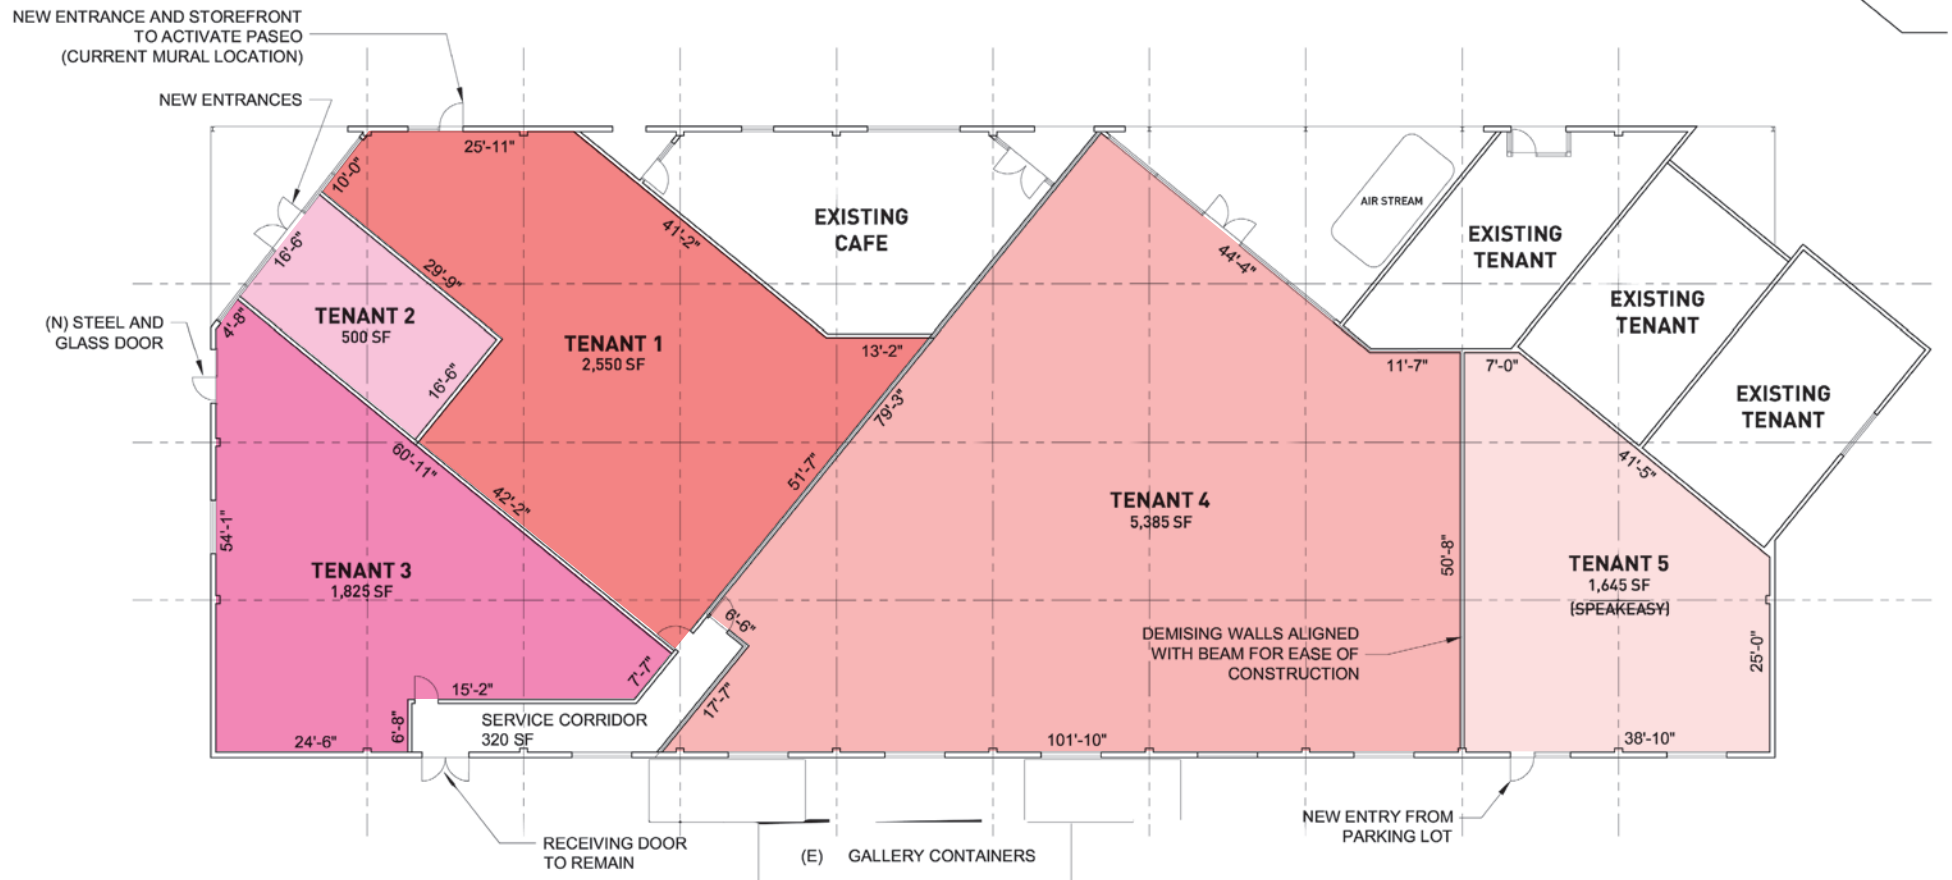 NEW ENTRANCE AND STOREFRONT
TO ACTIVATE PASEO
(CURRENT MURAL LOCATION)
NEW ENTRANCES
(N) STEEL AND
GLASS DOOR
25'-11"
10'-0"
16'-6"
4'-8"
41'-2"
29'-9"
TENANT 2
500 SF
16'-6"
TENANT 1
2,550 SF
13'-2"
EXISTING
CAFE
79'-3"
51'-7"
60'-11"
42'-2"
54'-1"
TENANT 3
1,825 SF
7'-7"
15'-2"
6'-8"
24'-6"
SERVICE CORRIDOR
320 SF
6'-6"
17'-7"
44'-4"
AIR STREAM
EXISTING
TENANT
EXISTING
TENANT
EXISTING
TENANT
11'-7"
7'-0"
41'-5"
TENANT 4
5,385 SF
50'-8"
TENANT 5
1,645 SF
(SPEAKEASY)
25'-0"
DEMISING WALLS ALIGNED
WITH BEAM FOR EASE OF
CONSTRUCTION
101'-10"
38'-10"
RECEIVING DOOR
TO REMAIN
(E) GALLERY CONTAINERS
NEW ENTRY FROM
PARKING LOT